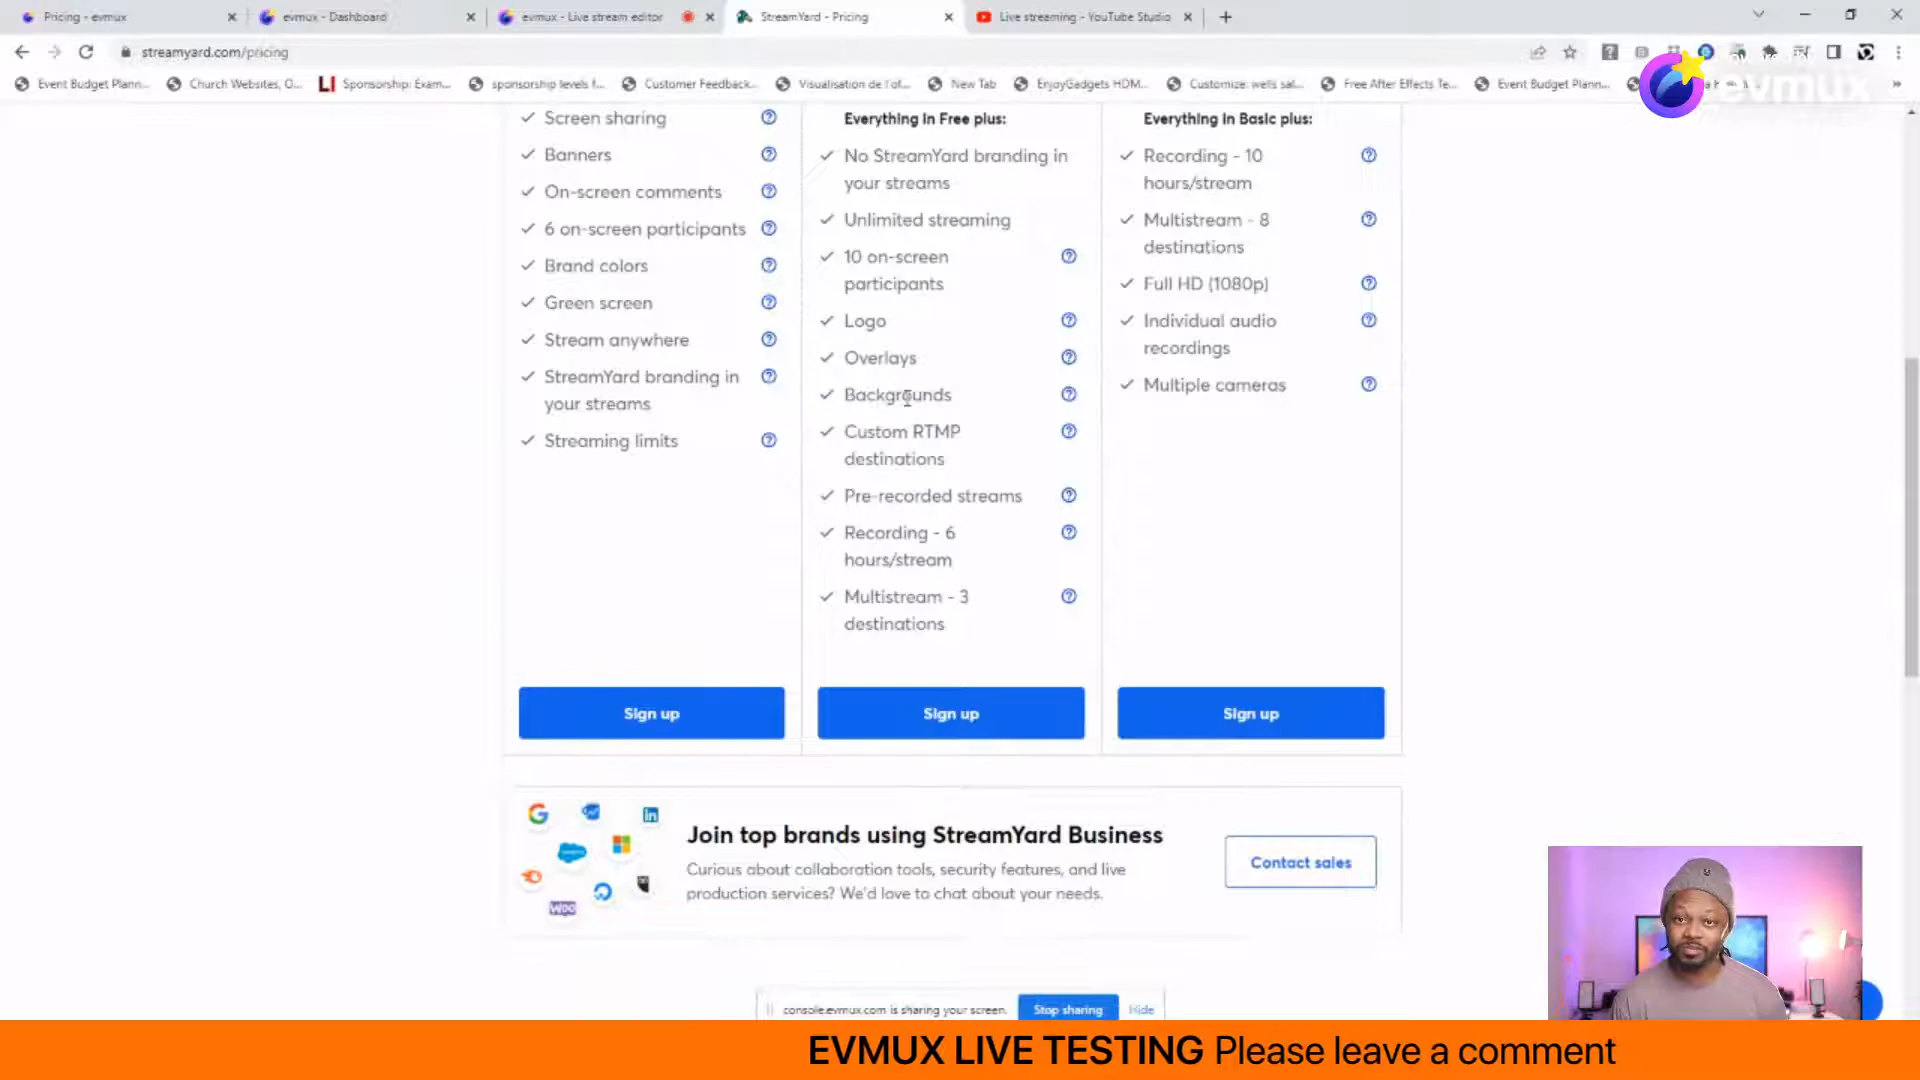 Pricing - evmux
evmux - Dashboard
evmux - Live stream editor
StreamYard - Pricing
Live streaming - YouTube Studio
streamyard.com/pricing
Event Budget Plann...
Church Websites, O...
Sponsorship: Exam...
sponsorship levels f...
Customer Feedback...
Visualisation de l'of...
New Tab
EnjoyGadgets HDM...
Customize: wells sal...
Free After Effects Te...
Event Budget Plann...
evmux
Screen sharing
Banners
On-screen comments
6 on-screen participants
Brand colors
Green screen
Stream anywhere
StreamYard branding in
your streams
Streaming limits
Sign up
Everything in Free plus:
No StreamYard branding in
your streams
Unlimited streaming
10 on-screen
participants
Logo
Overlays
Backgrounds
Custom RTMP
destinations
Pre-recorded streams
Recording - 6
hours/stream
Multistream - 3
destinations
Sign up
Everything in Basic plus:
Recording - 10
hours/stream
Multistream - 8
destinations
Full HD (1080p)
Individual audio
recordings
Multiple cameras
Sign up
Join top brands using StreamYard Business
Curious about collaboration tools, security features, and live
production services? We'd love to chat about your needs.
Contact sales
WOO
console.evmux.com is sharing your screen.
Stop sharing
Hide
EVMUX LIVE TESTING Please leave a comment